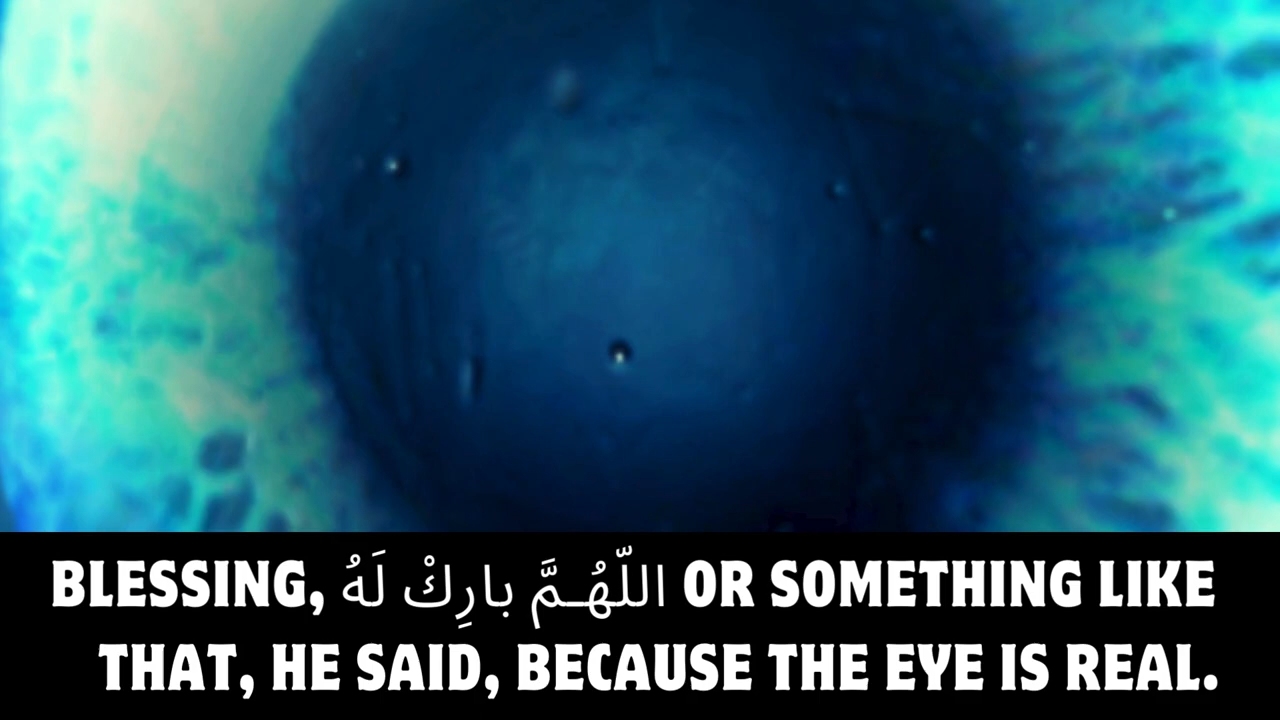 BLESSING, اللّهُـمَّ بارِكْ لَهُ OR SOMETHING LIKE
THAT, HE SAID, BECAUSE THE EYE IS REAL.